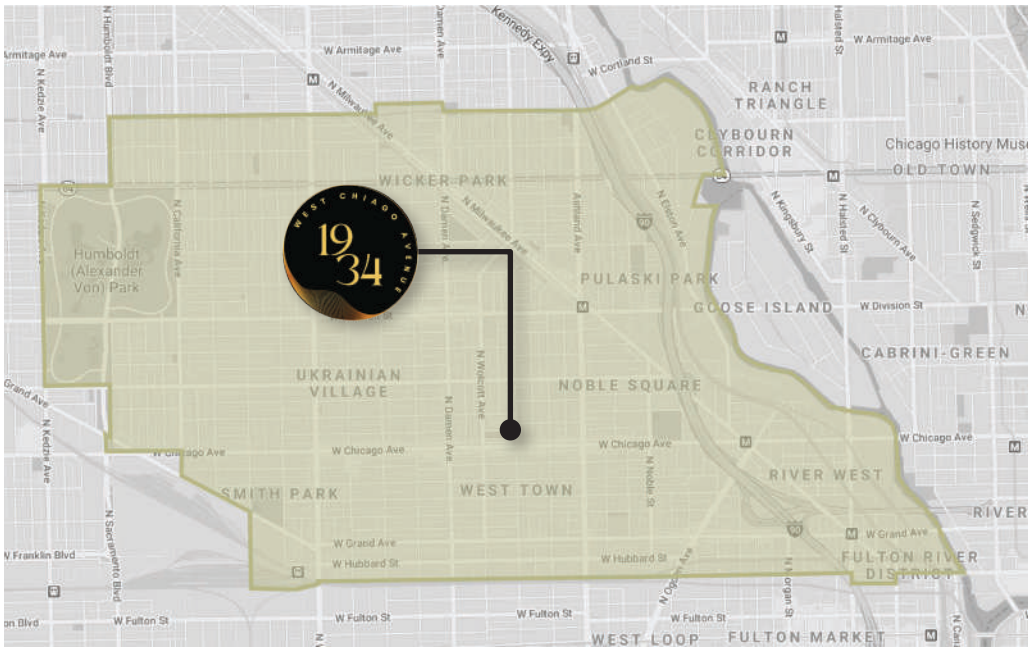 N Humboldt Blvd
N Damen Ave
Kennedy Expy
N Halsted St
W Armitage Ave
W Armitage Ave
Armitage Ave
W Cortland St
N Kedzie Ave
M
M
N Milwaukee Ave
RANCH
TRIANGLE
CLYBOURN
CORRIDOR
Chicago History Mus
OLD TOWN
M
WICKER PARK
WEST CHIAGO AVENUE
19
34
N California Ave
N Damen Ave
N Milwaukee Ave
Ashland Ave
N Elston Ave
90
N Kingsbury St
N Halsted St
N Clybourn Ave
N Sedgwick St
Humboldt
(Alexander
Von) Park
PULASKI PARK
M
GOOSE ISLAND
W Division St
CABRINI-GREEN
UKRAINIAN
VILLAGE
N Wolcott Ave
N Damen Ave
NOBLE SQUARE
Grand Ave
N Kedzie Ave
W Chicago Ave
W Chicago Ave
W Chicago Ave
W Chicago Ave
M
M
SMITH PARK
WEST TOWN
N Noble St
RIVER WEST
RIVER
N Sacramento Blvd
W Grand Ave
W Grand Ave
90
M
W Franklin Blvd
W Hubbard St
W Hubbard St
FULTON RIVER
DISTRICT
N Ogden Ave
N Morgan St
on Blvd
W Fulton St
W Fulton St
W Fulton St
WEST LOOP
FULTON MARKET
M
N Can